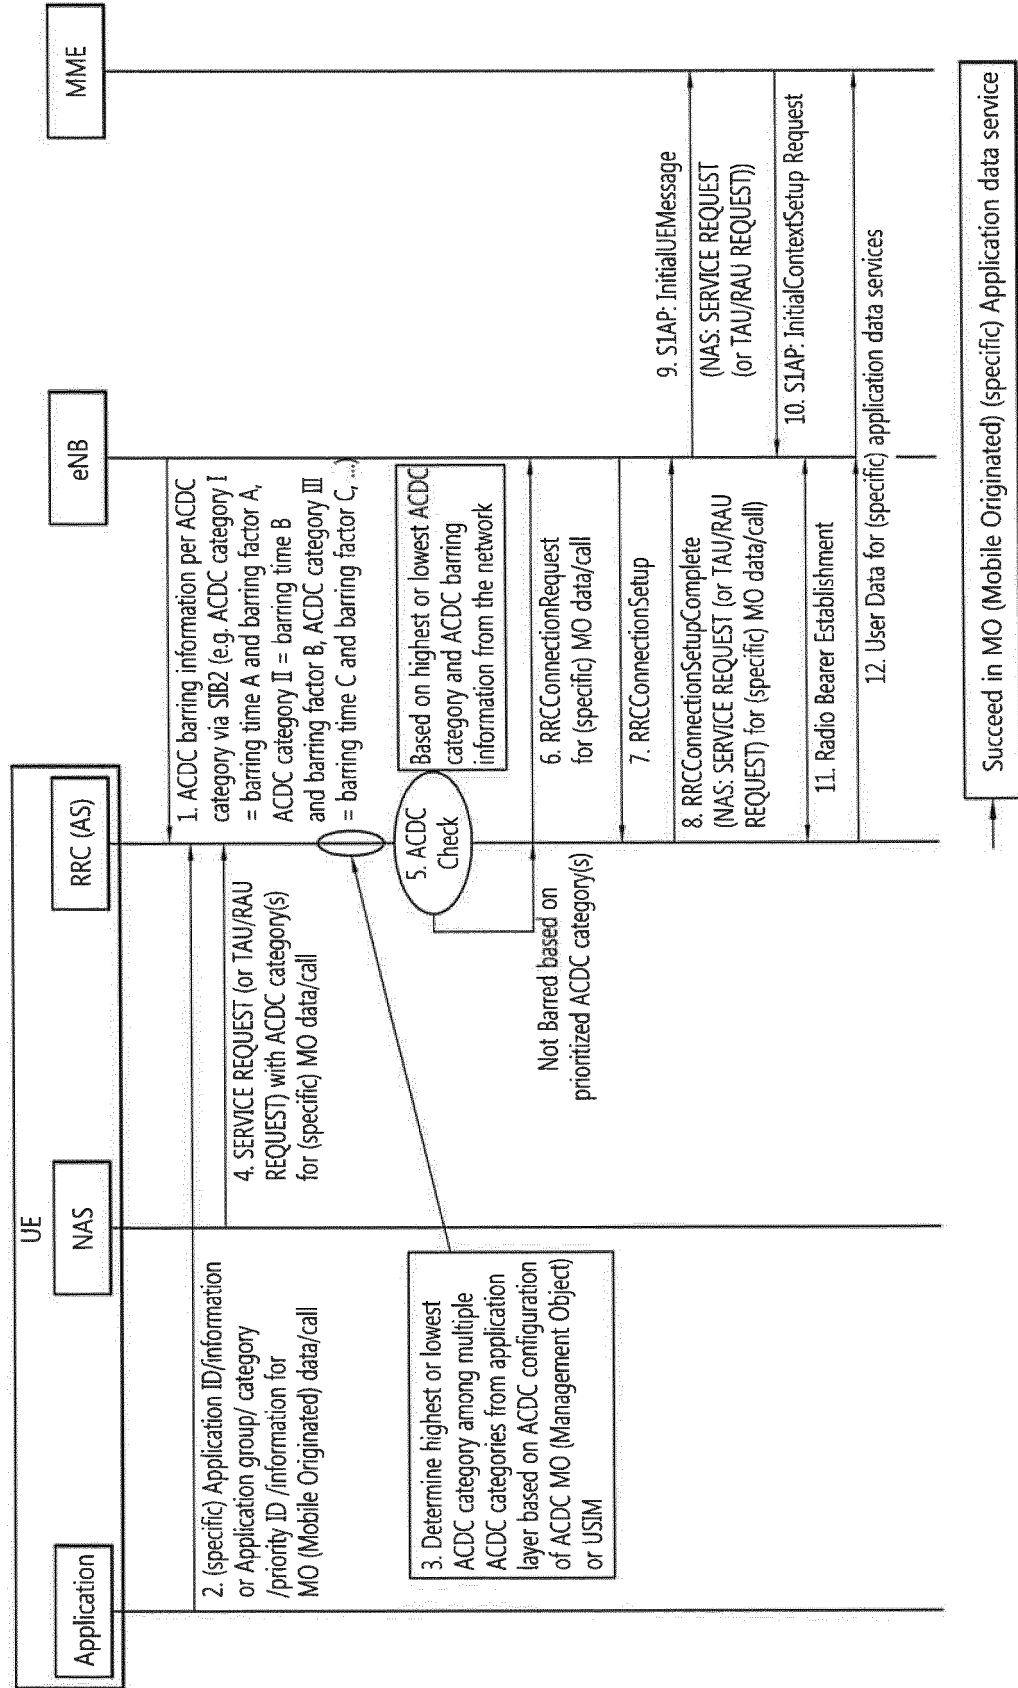 UE
Application
NAS
RRC (AS)
eNB
MME
1. ACDC barring information per ACDC
category via SIB2 (e.g. ACDC category I
= barring time A and barring factor A,
ACDC category II = barring time B
and barring factor B, ACDC category III
= barring time C and barring factor C, ...)
2. (specific) Application ID/information
or Application group/ category
/priority ID /information for
MO (Mobile Originated) data/call
4. SERVICE REQUEST (or TAU/RAU
REQUEST) with ACDC category(s)
for (specific) MO data/call
3. Determine highest or lowest
ACDC category among multiple
ACDC categories from application
layer based on ACDC configuration
of ACDC MO (Management Object)
or USIM
5. ACDC
Check
Based on highest or lowest ACDC
category and ACDC barring
information from the network
Not Barred based on
prioritized ACDC category(s)
6. RRCConnectionRequest
for (specific) MO data/call
7. RRCConnectionSetup
8. RRCConnectionSetupComplete
(NAS: SERVICE REQUEST (or TAU/RAU
REQUEST) for (specific) MO data/call)
9. S1AP: InitialUEMessage
(NAS: SERVICE REQUEST
(or TAU/RAU REQUEST))
10. S1AP: InitialContextSetup Request
11. Radio Bearer Establishment
12. User Data for (specific) application data services
Succeed in MO (Mobile Originated) (specific) Application data service